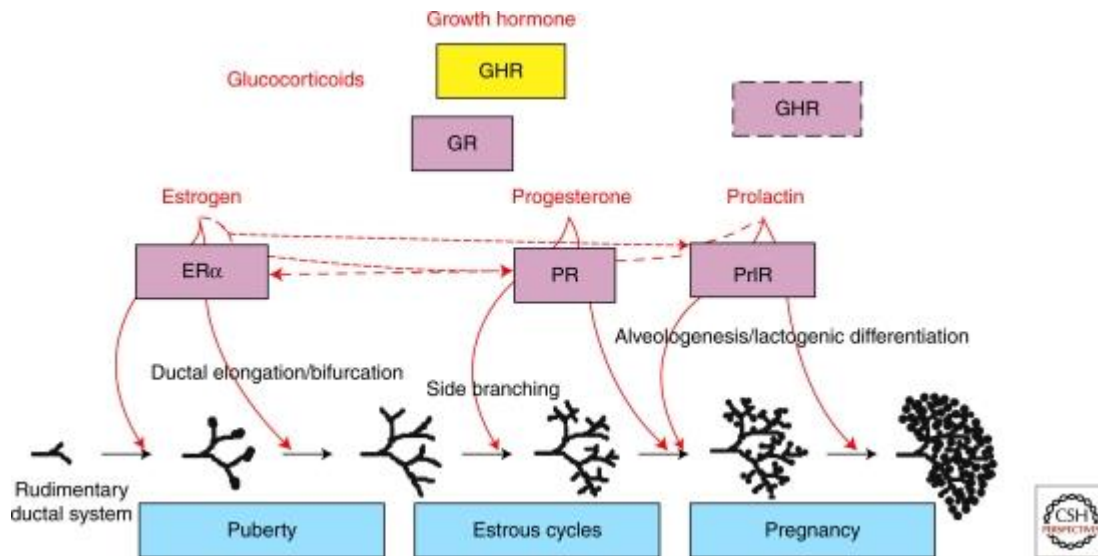 Growth hormone
GHR
Glucocorticoids
GHR
GR
Estrogen
Progesterone
Prolactin
ERα
PR
PrlR
Alveologenesis/lactogenic differentiation
Ductal elongation/bifurcation
Side branching
Rudimentary
ductal system
Puberty
Estrous cycles
Pregnancy
CSH
PERSPECTIVES